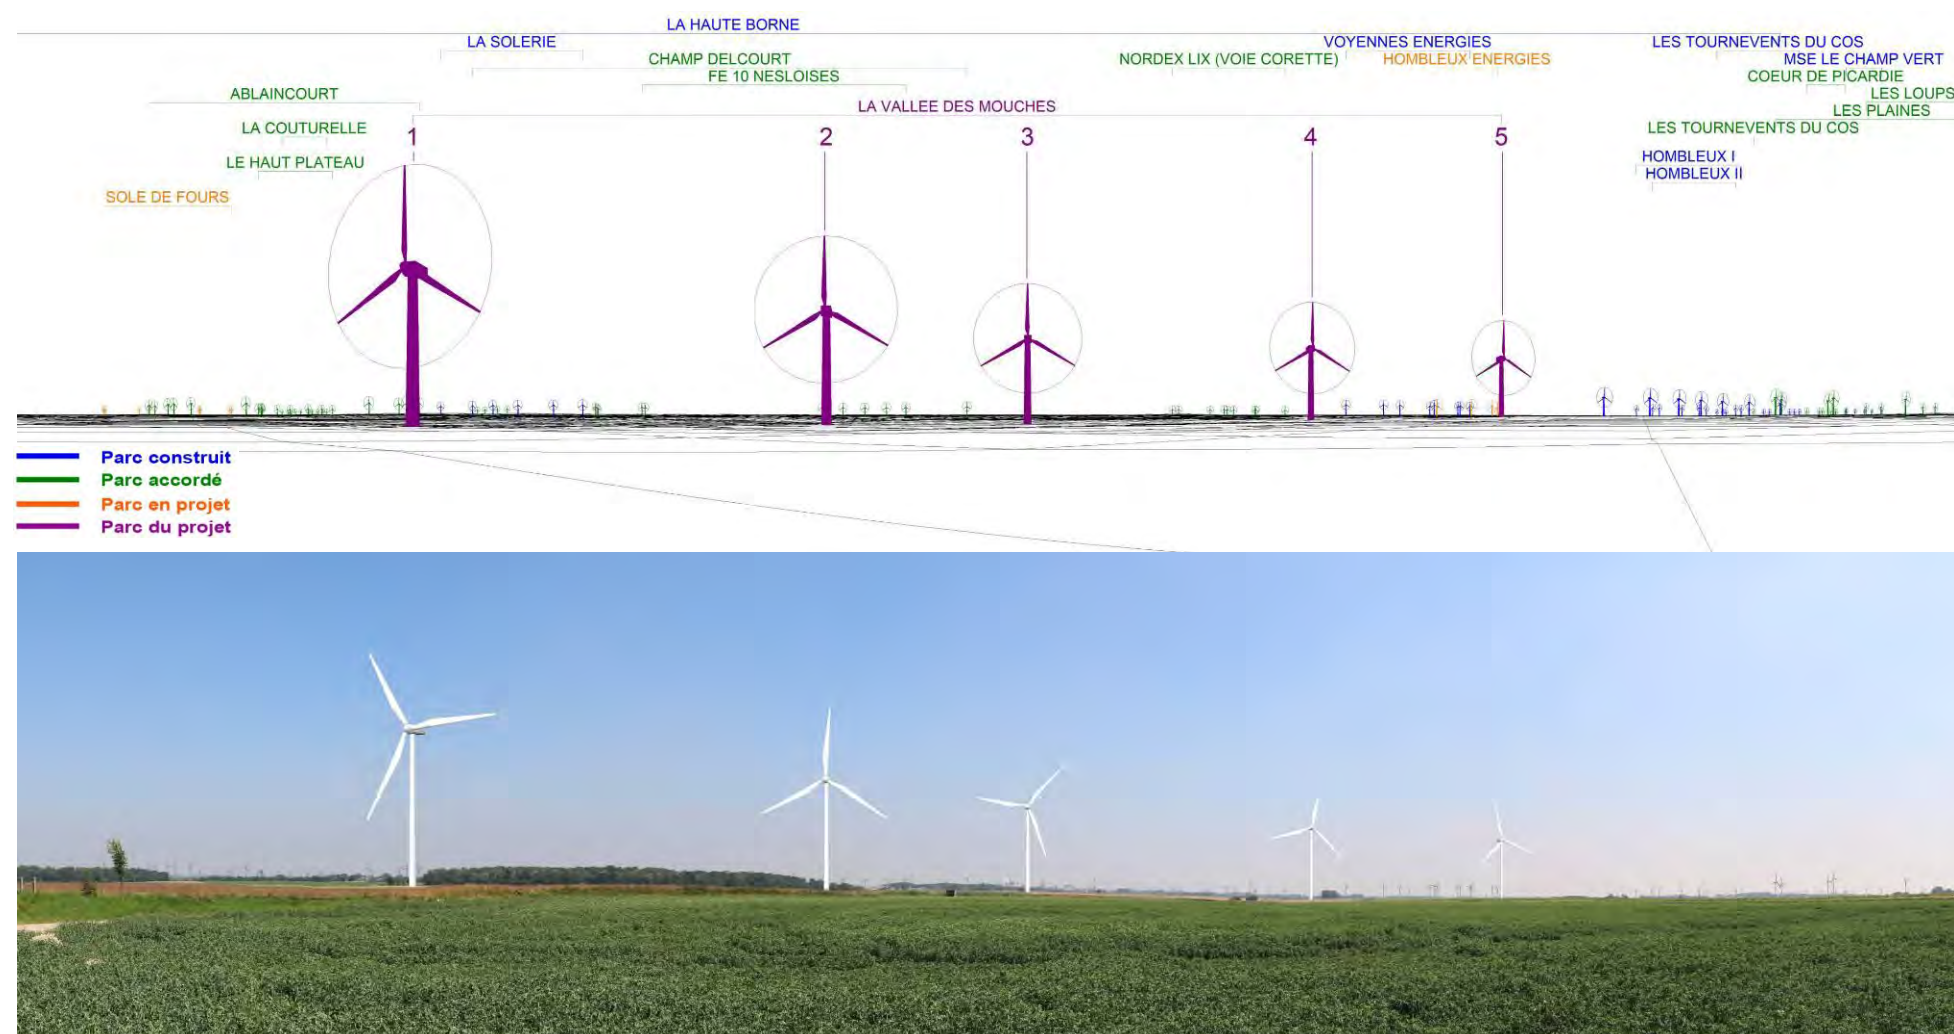 LA HAUTE BORNE
LA SOLERIE
VOYENNES ENERGIES
LES TOURNEVENTS DU COS
CHAMP DELCOURT
NORDEX LIX (VOIE CORETTE)
HOMBLEUX ENERGIES
MSE LE CHAMP VERT
FE 10 NESLOISES
COEUR DE PICARDIE
ABLAINCOURT
LES LOUPS
LA VALLEE DES MOUCHES
LES PLAINES
LA COUTURELLE
1
2
3
4
5
LES TOURNEVENTS DU COS
LE HAUT PLATEAU
HOMBLEUX I
HOMBLEUX II
SOLE DE FOURS
Parc construit
Parc accordé
Parc en projet
Parc du projet